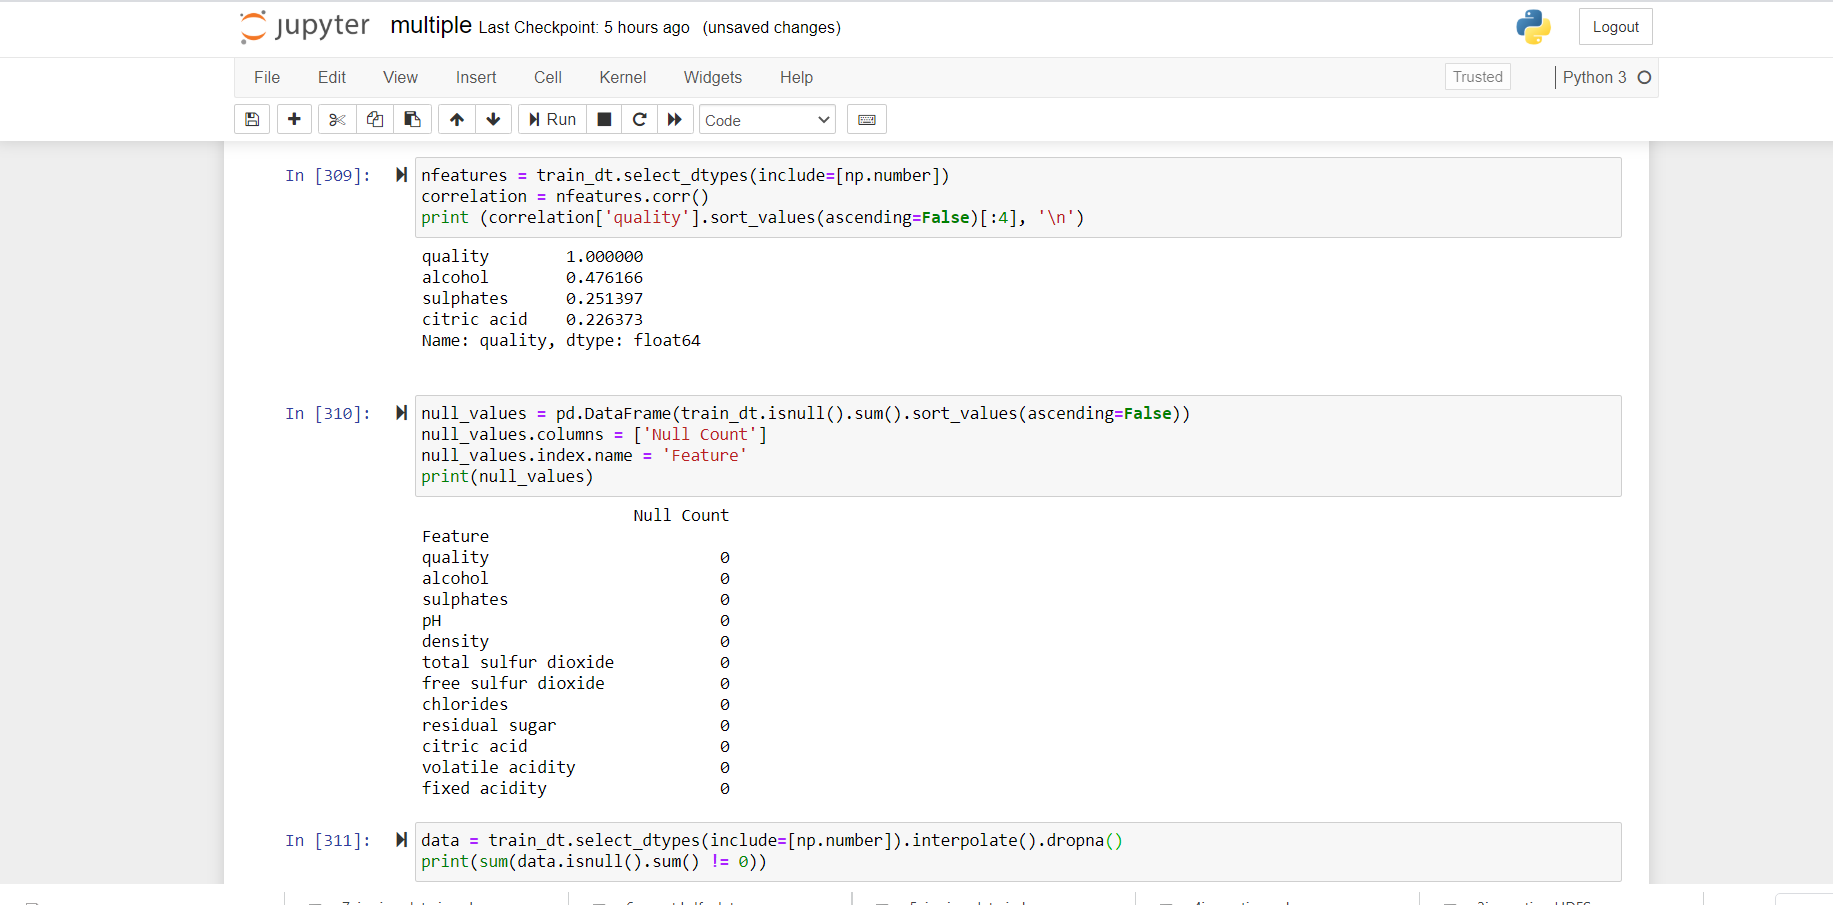 jupyter multiple Last Checkpoint: 5 hours ago (unsaved changes) Logout
File Edit View Insert Cell Kernel Widgets Help Trusted Python 3
Run Code
In [309]: nfeatures = train_dt.select_dtypes(include=[np.number])
correlation = nfeatures.corr()
print (correlation['quality'].sort_values(ascending=False)[:4], '\n')
quality 1.000000
alcohol 0.476166
sulphates 0.251397
citric acid 0.226373
Name: quality, dtype: float64
In [310]: null_values = pd.DataFrame(train_dt.isnull().sum().sort_values(ascending=False))
null_values.columns = ['Null Count']
null_values.index.name = 'Feature'
print(null_values)
Null Count
Feature
quality 0
alcohol 0
sulphates 0
pH 0
density 0
total sulfur dioxide 0
free sulfur dioxide 0
chlorides 0
residual sugar 0
citric acid 0
volatile acidity 0
fixed acidity 0
In [311]: data = train_dt.select_dtypes(include=[np.number]).interpolate().dropna()
print(sum(data.isnull().sum() != 0))